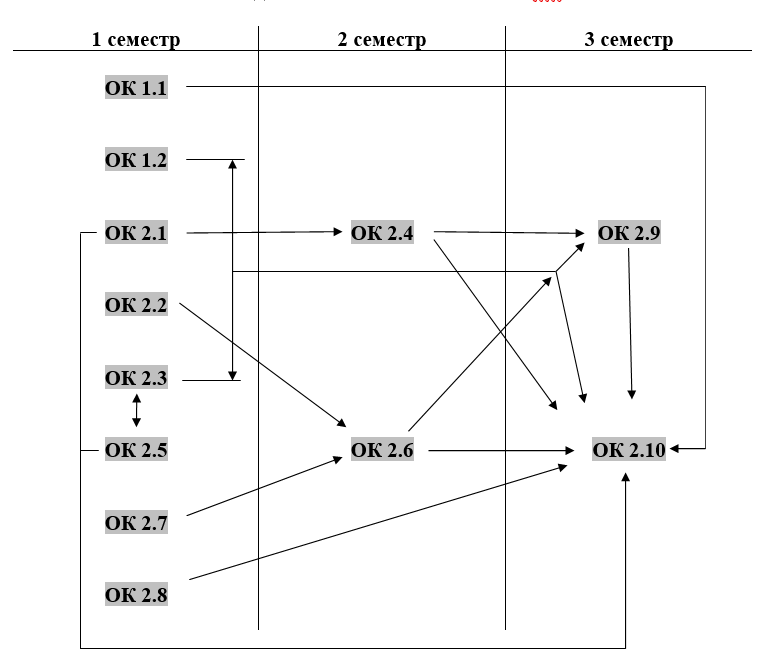 1 семестр 2 семестр 3 семестр
ОК 1.1
ОК 1.2
ОК 2.1 ОК 2.4 ОК 2.9
ОК 2.2
ОК 2.3
ОК 2.5 ОК 2.6 ОК 2.10
ОК 2.7
ОК 2.8